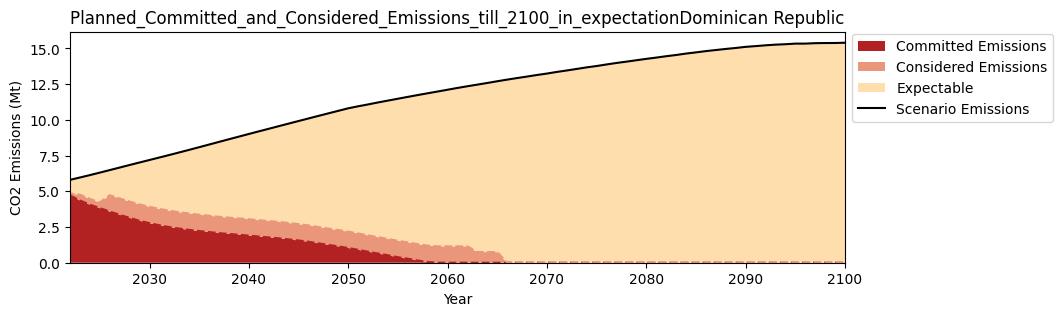 Planned_Committed_and_Considered_Emissions_till_2100_in_expectationDominican Republic
15.0
12.5
10.0
7.5
5.0
2.5
0.0
CO2 Emissions (Mt)
2030 2040 2050 2060 2070 2080 2090 2100
Year
Committed Emissions
Considered Emissions
Expectable
Scenario Emissions